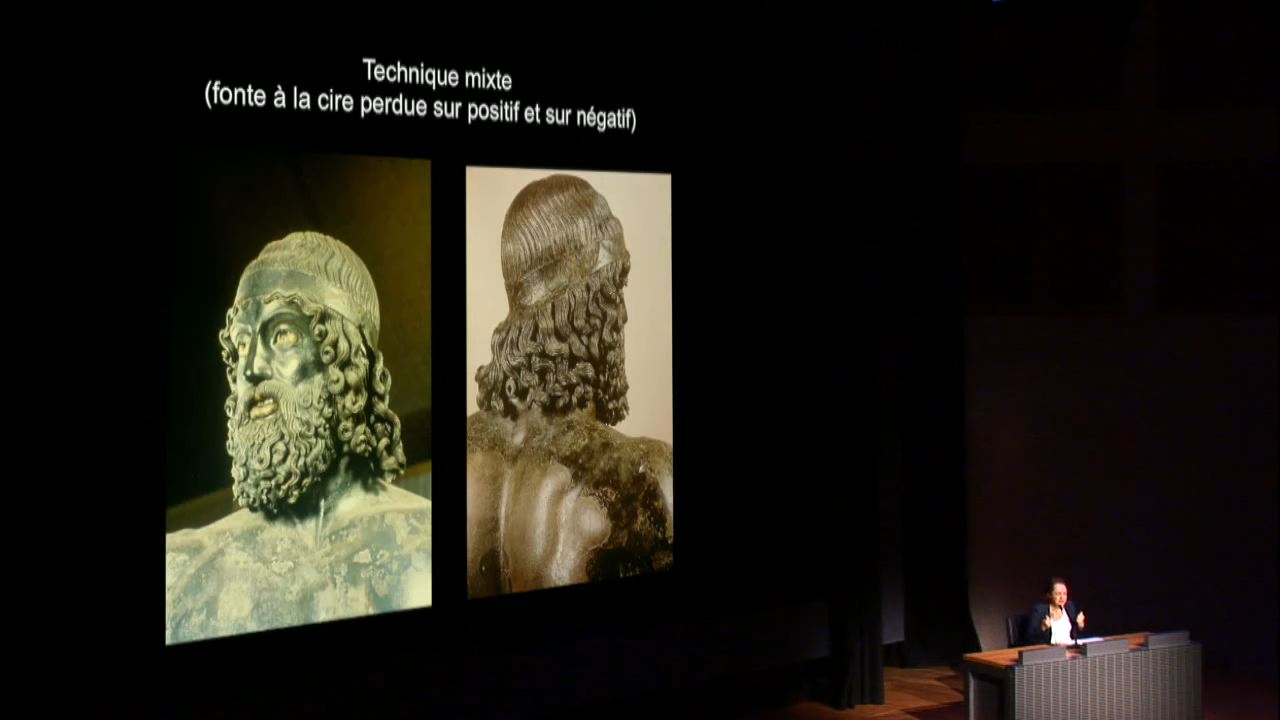 Technique mixte
(fonte à la cire perdue sur positif et sur négatif)